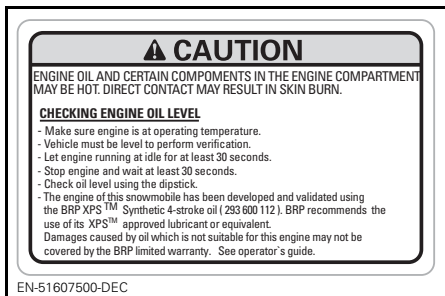 ⚠ CAUTION
ENGINE OIL AND CERTAIN COMPOMENTS IN THE ENGINE COMPARTMENT
MAY BE HOT. DIRECT CONTACT MAY RESULT IN SKIN BURN.
CHECKING ENGINE OIL LEVEL
- Make sure engine is at operating temperature.
- Vehicle must be level to perform verification.
- Let engine running at idle for at least 30 seconds.
- Stop engine and wait at least 30 seconds.
- Check oil level using the dipstick.
- The engine of this snowmobile has been developed and validated using
the BRP XPS TM Synthetic 4-stroke oil ( 293 600 112 ). BRP recommends the
use of its XPS™ approved lubricant or equivalent.
Damages caused by oil which is not suitable for this engine may not be
covered by the BRP limited warranty. See operator`s guide.
EN-51607500-DEC